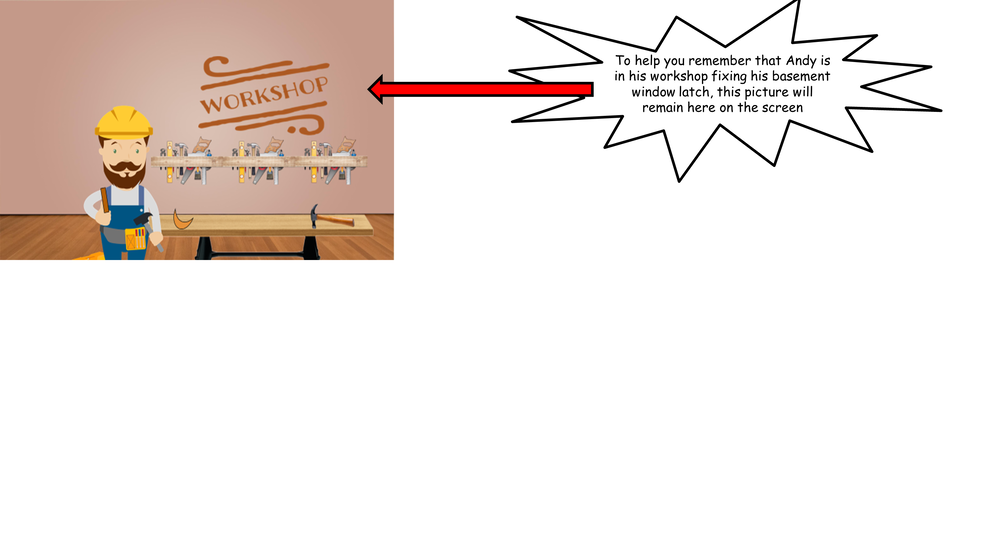 WORKSHOP
To help you remember that Andy is
in his workshop fixing his basement
window latch, this picture will
remain here on the screen